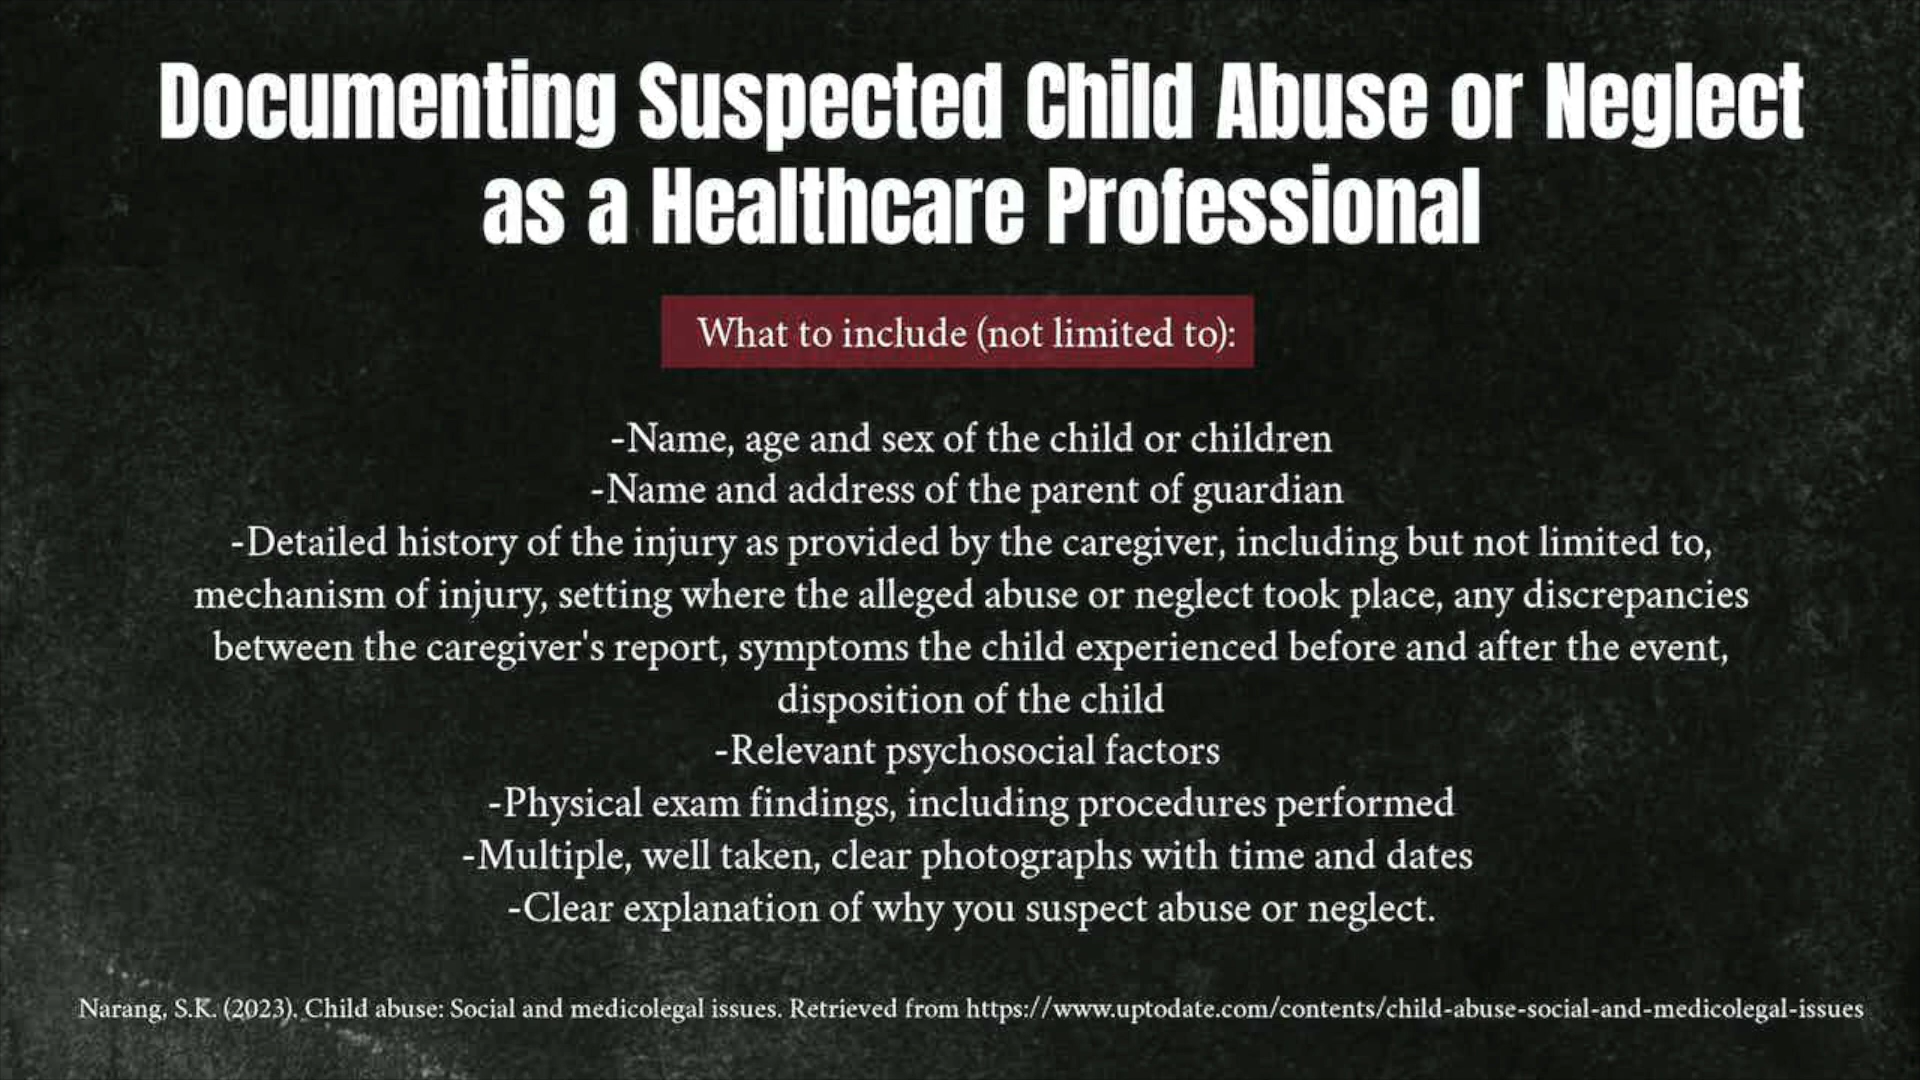 Documenting Suspected Child Abuse or Neglect
as a Healthcare Professional
What to include (not limited to):
-Name, age and sex of the child or children
-Name and address of the parent of guardian
-Detailed history of the injury as provided by the caregiver, including but not limited to,
mechanism of injury, setting where the alleged abuse or neglect took place, any discrepancies
between the caregiver's report, symptoms the child experienced before and after the event,
disposition of the child
-Relevant psychosocial factors
-Physical exam findings, including procedures performed
-Multiple, well taken, clear photographs with time and dates
-Clear explanation of why you suspect abuse or neglect.
Narang, S.K. (2023). Child abuse: Social and medicolegal issues. Retrieved from https://www.uptodate.com/contents/child-abuse-social-and-medicolegal-issues